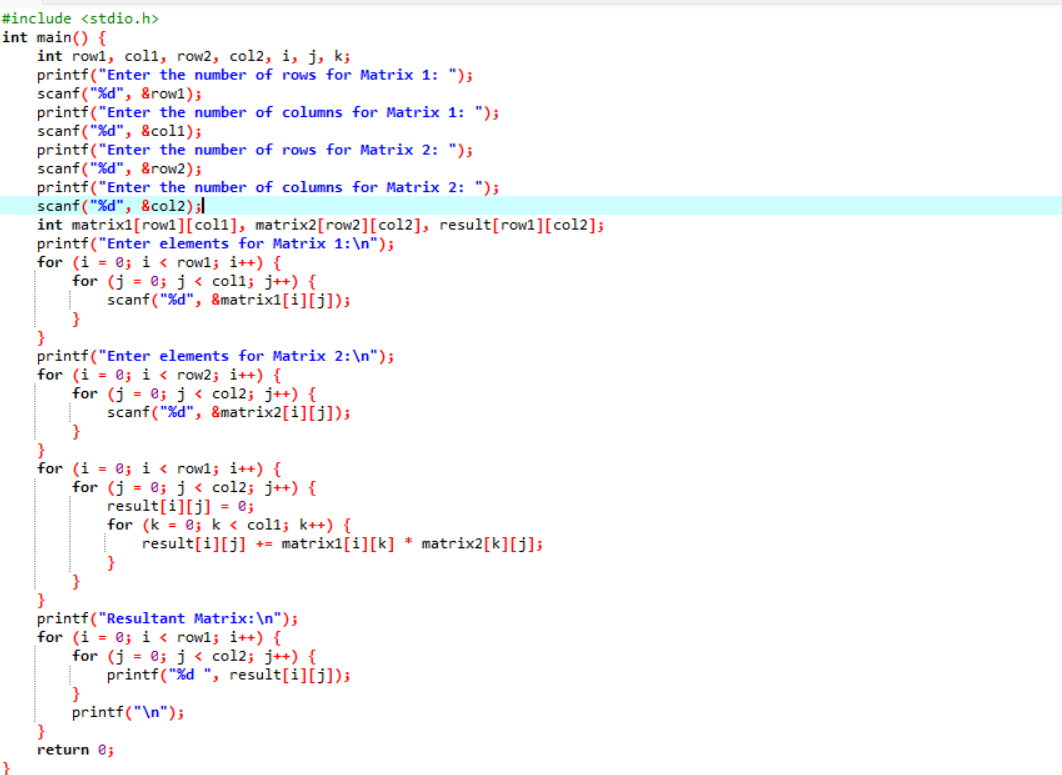 #include <stdio.h>
int main() {
    int row1, col1, row2, col2, i, j, k;
    printf("Enter the number of rows for Matrix 1: ");
    scanf("%d", &row1);
    printf("Enter the number of columns for Matrix 1: ");
    scanf("%d", &col1);
    printf("Enter the number of rows for Matrix 2: ");
    scanf("%d", &row2);
    printf("Enter the number of columns for Matrix 2: ");
    scanf("%d", &col2);
    int matrix1[row1][col1], matrix2[row2][col2], result[row1][col2];
    printf("Enter elements for Matrix 1:\n");
    for (i = 0; i < row1; i++) {
        for (j = 0; j < col1; j++) {
            scanf("%d", &matrix1[i][j]);
        }
    }
    printf("Enter elements for Matrix 2:\n");
    for (i = 0; i < row2; i++) {
        for (j = 0; j < col2; j++) {
            scanf("%d", &matrix2[i][j]);
        }
    }
    for (i = 0; i < row1; i++) {
        for (j = 0; j < col2; j++) {
            result[i][j] = 0;
            for (k = 0; k < col1; k++) {
                result[i][j] += matrix1[i][k] * matrix2[k][j];
            }
        }
    }
    printf("Resultant Matrix:\n");
    for (i = 0; i < row1; i++) {
        for (j = 0; j < col2; j++) {
            printf("%d ", result[i][j]);
        }
        printf("\n");
    }
    return 0;
}